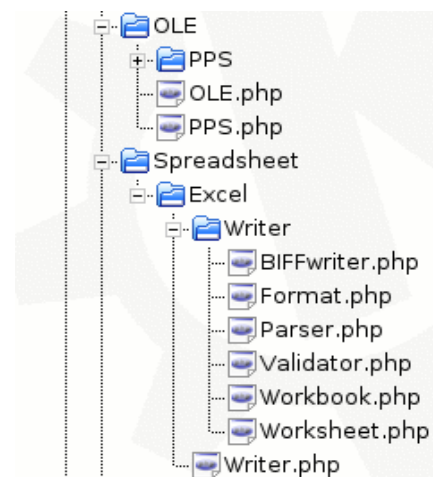 OLE
PPS
OLE.php
PPS.php
Spreadsheet
Excel
Writer
BIFFwriter.php
Format.php
Parser.php
Validator.php
Workbook.php
Worksheet.php
Writer.php